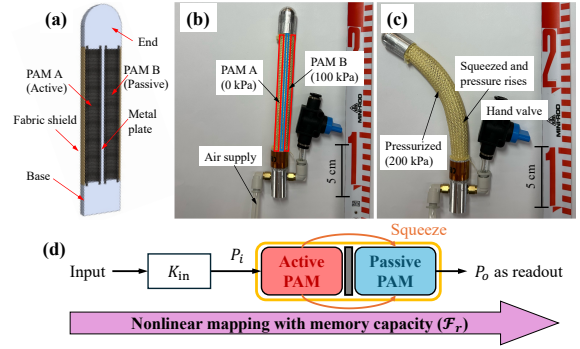 (a)
End
PAM A
(Active)
PAM B
(Passive)
Fabric shield
Metal
plate
Base
(b)
PAM A
(0 kPa)
PAM B
(100 kPa)
Air supply
5 cm
(c)
Squeezed and
pressure rises
Hand valve
Pressurized
(200 kPa)
5 cm
(d)
Squeeze
Input
K_in
P_i
Active
PAM
Passive
PAM
P_o as readout
Nonlinear mapping with memory capacity (ℱ_r)